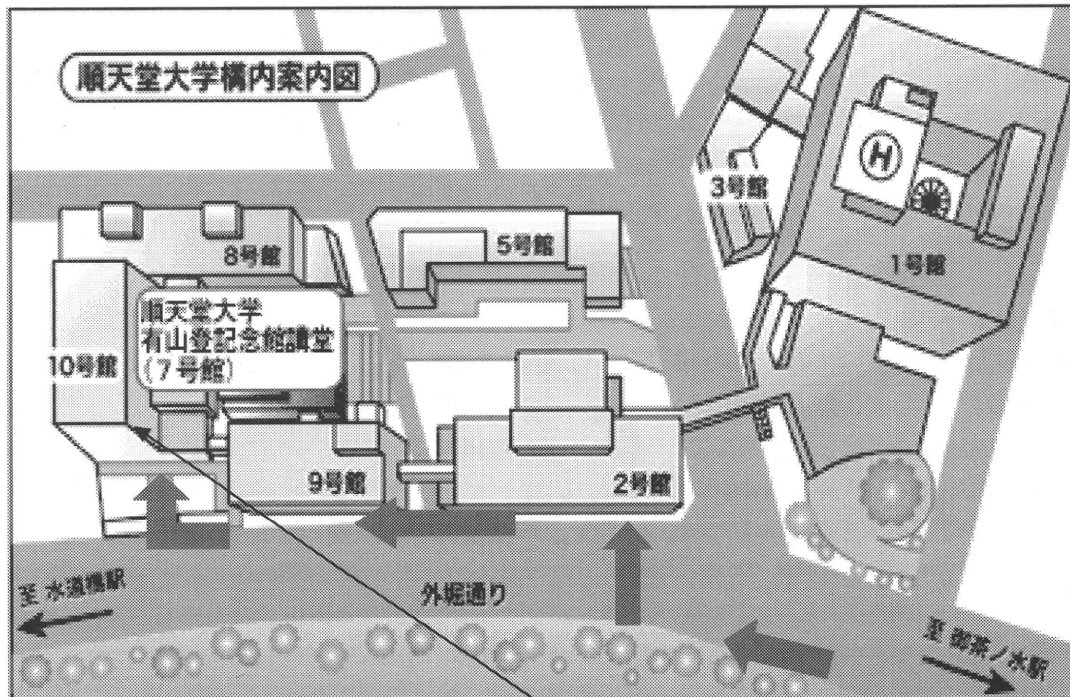 順天堂大学構内案内図
3号館
8号館
5号館
1号館
順天堂大学
有山登記念館講堂
(7号館)
10号館
9号館
2号館
至 水道橋駅
外堀通り
至 御茶ノ水駅
H